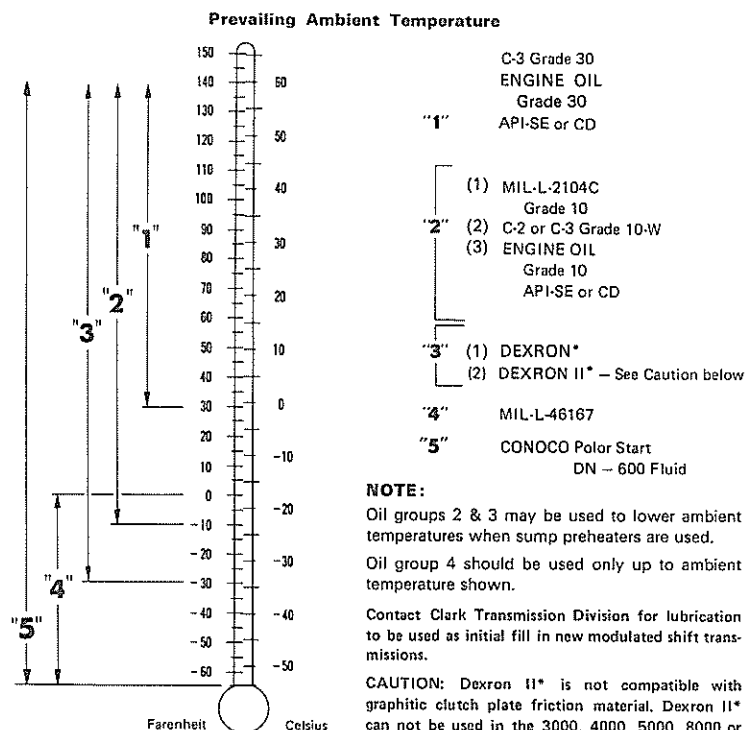 Prevailing Ambient Temperature
150
140
130
120
110
100
90
80
70
60
50
40
30
20
10
0
-10
-20
-30
-40
-50
-60
60
50
40
30
20
10
0
-10
-20
-30
-40
-50
"1"
"2"
"3"
"4"
"5"
Farenheit
Celsius
C-3 Grade 30
ENGINE OIL
Grade 30
"1" API-SE or CD
(1) MIL-L-2104C
Grade 10
"2" (2) C-2 or C-3 Grade 10-W
(3) ENGINE OIL
Grade 10
API-SE or CD
"3" (1) DEXRON*
(2) DEXRON II* – See Caution below
"4" MIL-L-46167
"5" CONOCO Polor Start
DN – 600 Fluid
NOTE:
Oil groups 2 & 3 may be used to lower ambient
temperatures when sump preheaters are used.
Oil group 4 should be used only up to ambient
temperature shown.
Contact Clark Transmission Division for lubrication
to be used as initial fill in new modulated shift trans-
missions.
CAUTION: Dexron II* is not compatible with
graphitic clutch plate friction material. Dexron II*
can not be used in the 3000, 4000, 5000, 8000 or